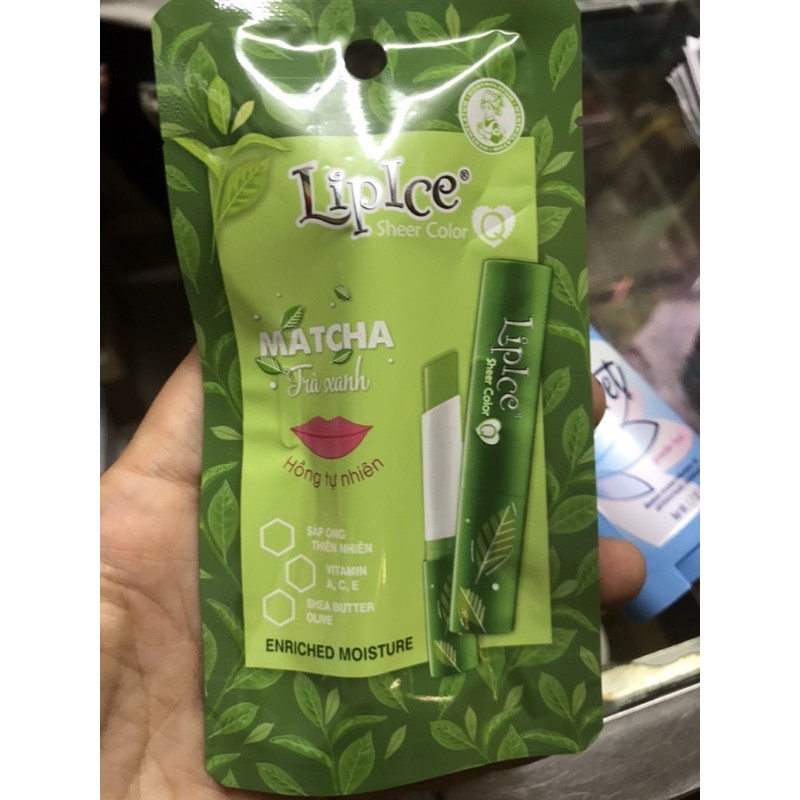 LipIce®
Sheer Color Q
MATCHA
Trà xanh
Hồng tự nhiên
SÁP ONG
THIÊN NHIÊN
VITAMIN
A, C, E
SHEA BUTTER
OLIVE
ENRICHED MOISTURE
LipIce
Sheer Color Q